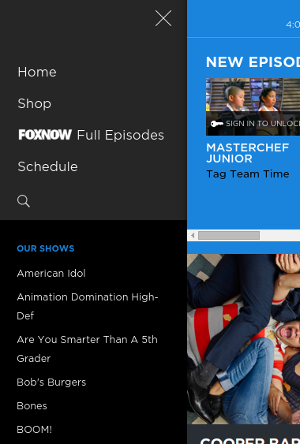 Home
Shop
FOXNOW Full Episodes
Schedule
OUR SHOWS
American Idol
Animation Domination High-
Def
Are You Smarter Than A 5th
Grader
Bob's Burgers
Bones
BOOM!
4:0
NEW EPISOD
SIGN IN TO UNLOC
MASTERCHEF
JUNIOR
Tag Team Time
COOPER BAR